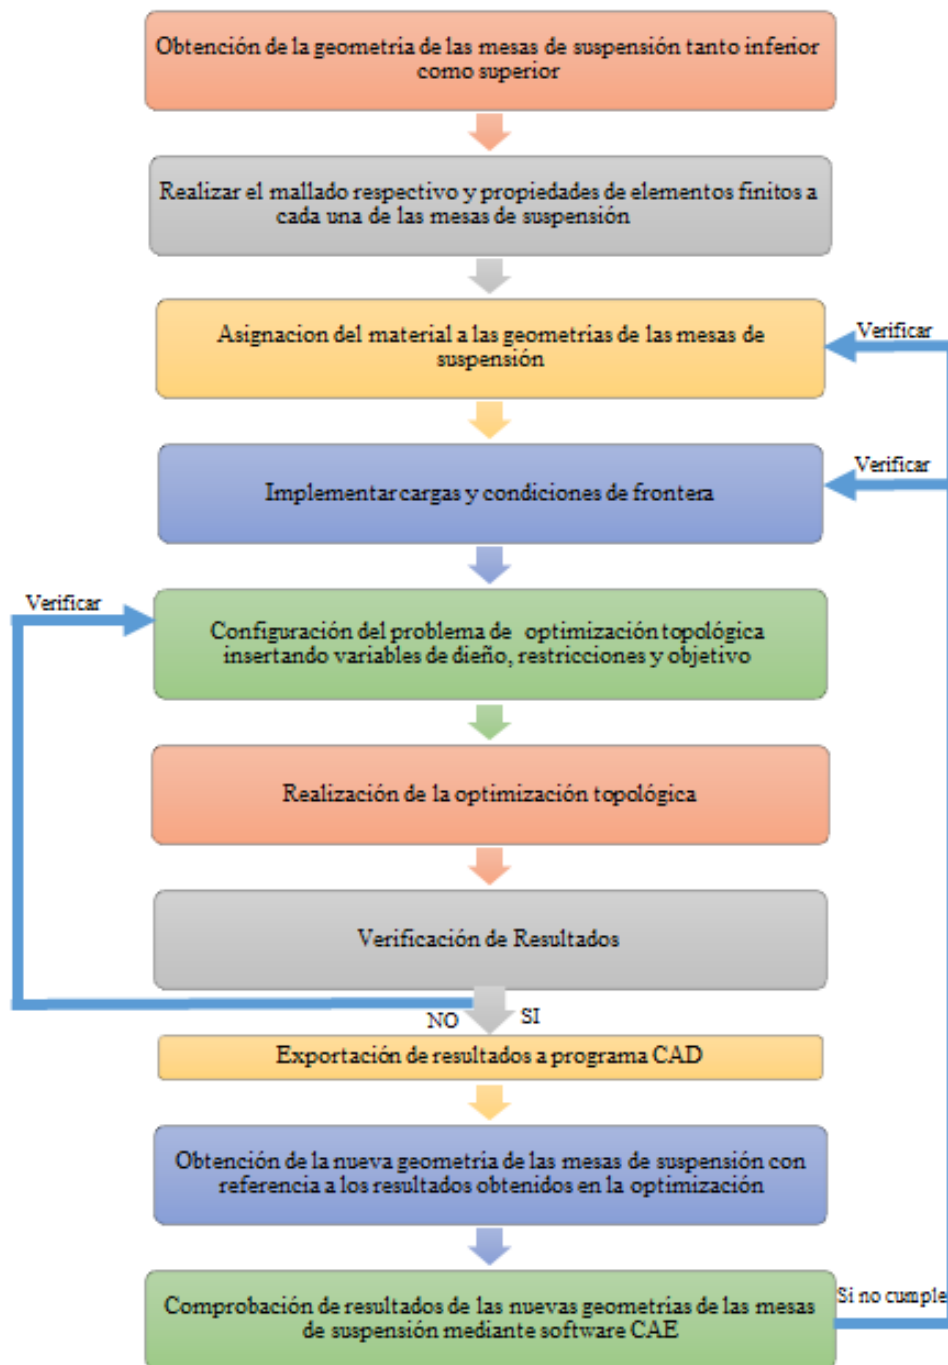 Obtención de la geometría de las mesas de suspensión tanto inferior
como superior
Realizar el mallado respectivo y propiedades de elementos finitos a
cada una de las mesas de suspensión
Asignacion del material a las geometrías de las mesas de
suspensión
Verificar
Implementar cargas y condiciones de frontera
Verificar
Verificar
Configuración del problema de optimización topológica
insertando variables de dieño, restricciones y objetivo
Realización de la optimización topológica
Verificación de Resultados
NO
SI
Exportación de resultados a programa CAD
Obtención de la nueva geometría de las mesas de suspensión con
referencia a los resultados obtenidos en la optimización
Comprobación de resultados de las nuevas geometrías de las mesas
de suspensión mediante software CAE
Si no cumple